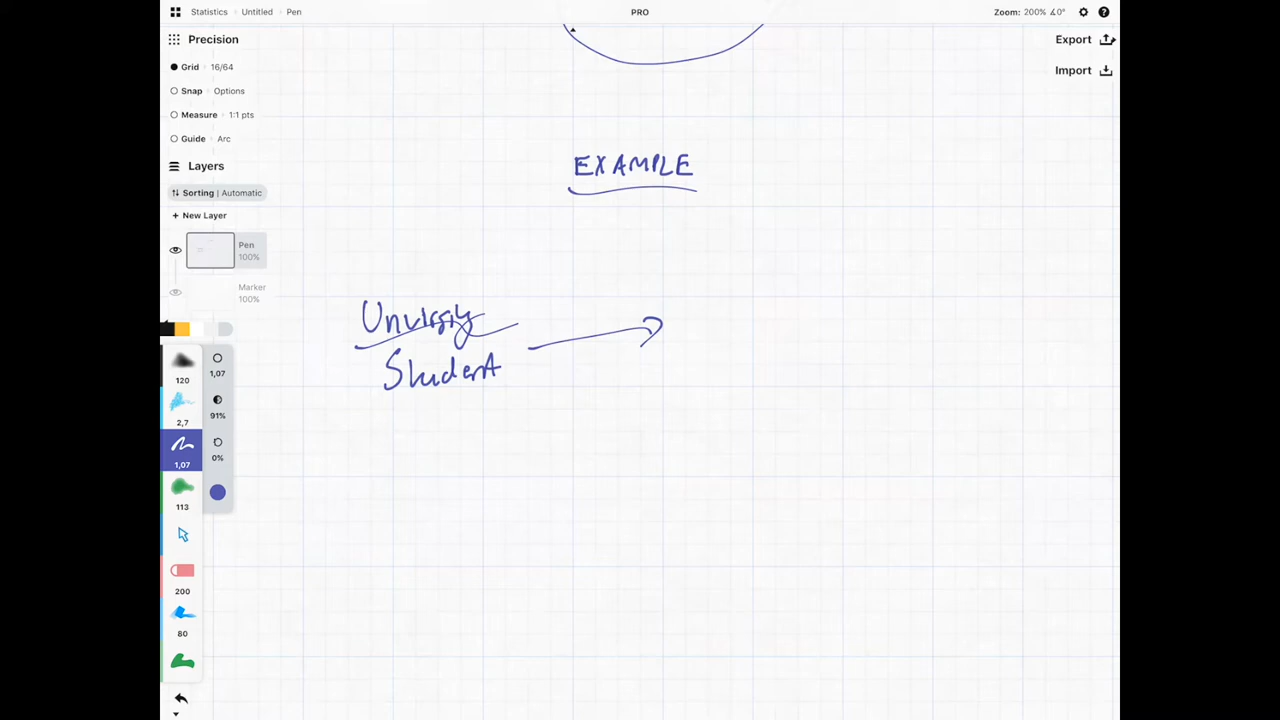 Statistics › Untitled › Pen
PRO
Zoom: 200% ∡0°
Precision
Grid › 16/64
Snap › Options
Measure › 1:1 pts
Guide › Arc
Layers
Sorting | Automatic
+ New Layer
Pen
100%
Marker
100%
Export
Import
120
2,7
1,07
113
200
80
1,07
91%
0%
EXAMPLE
Student